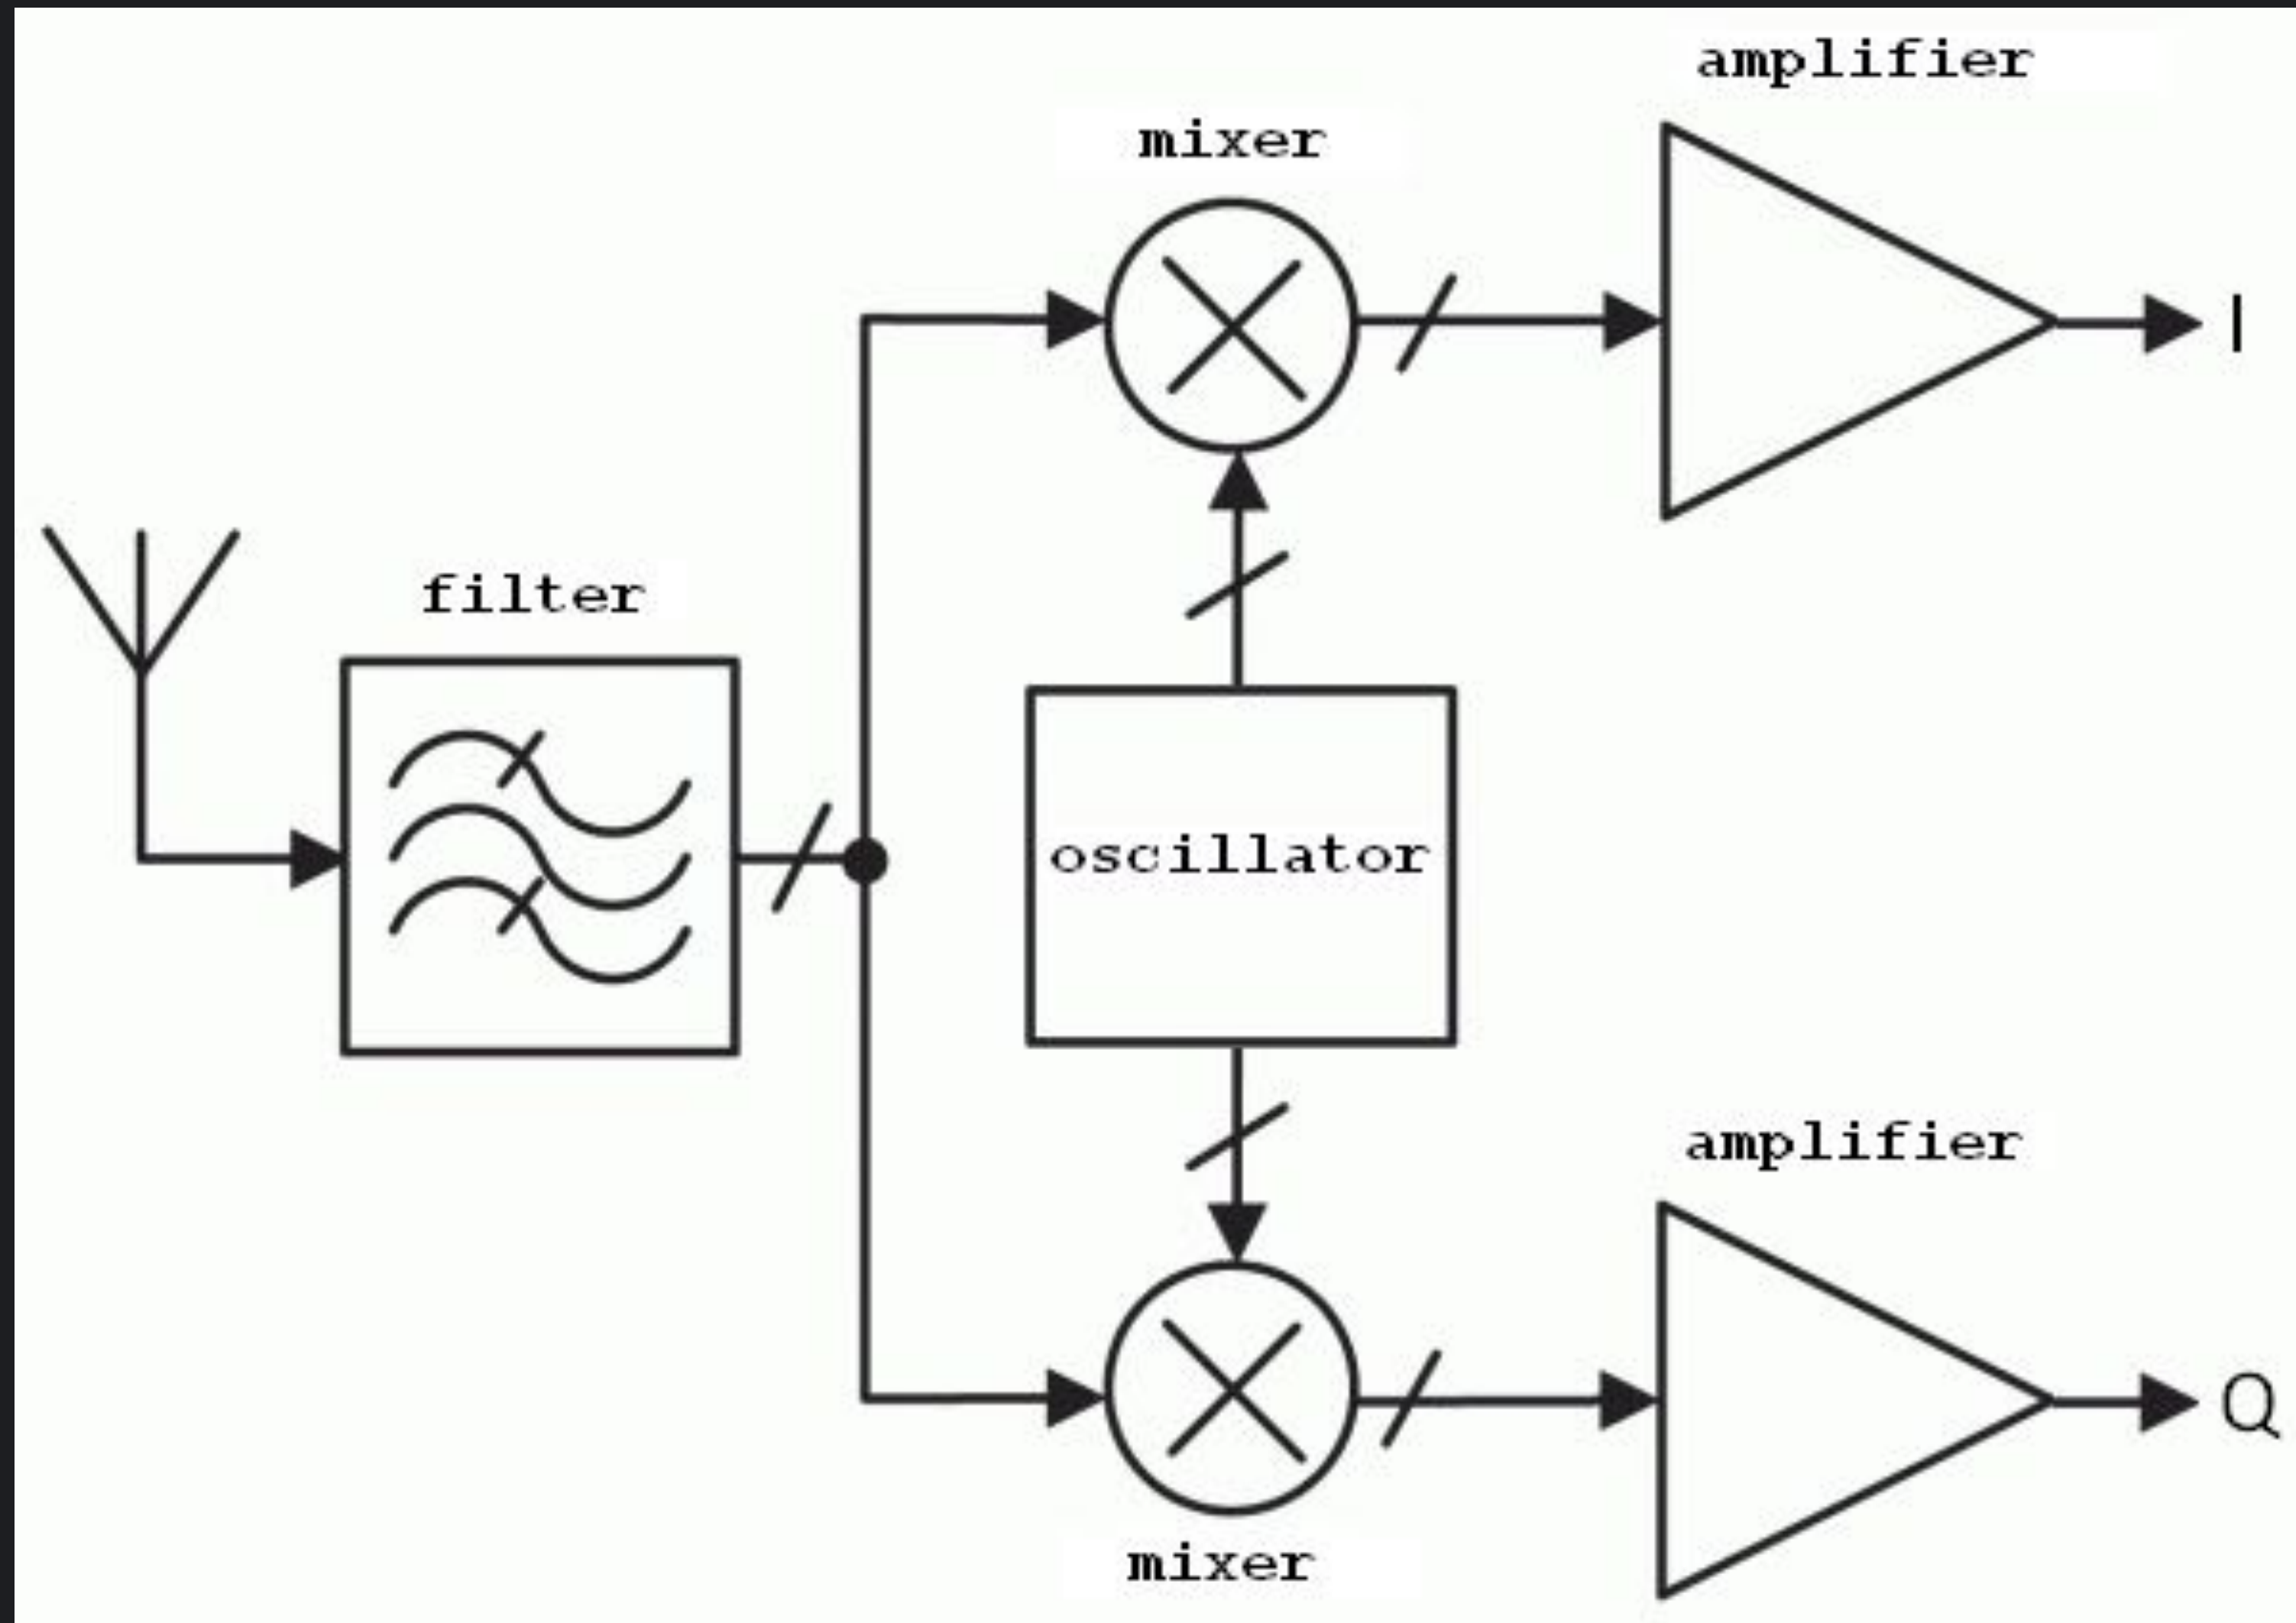 amplifier
mixer
I
filter
oscillator
amplifier
Q
mixer